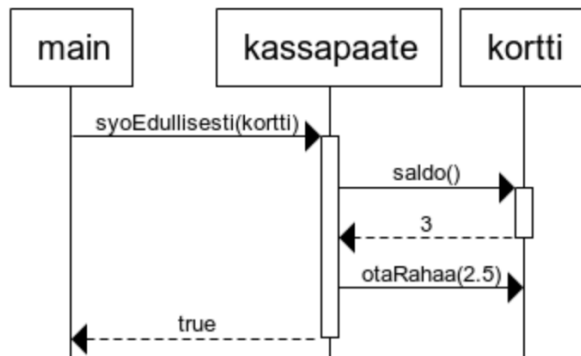 main kassapaate kortti
syoEdullisesti(kortti)
saldo()
3
otaRahaa(2.5)
true